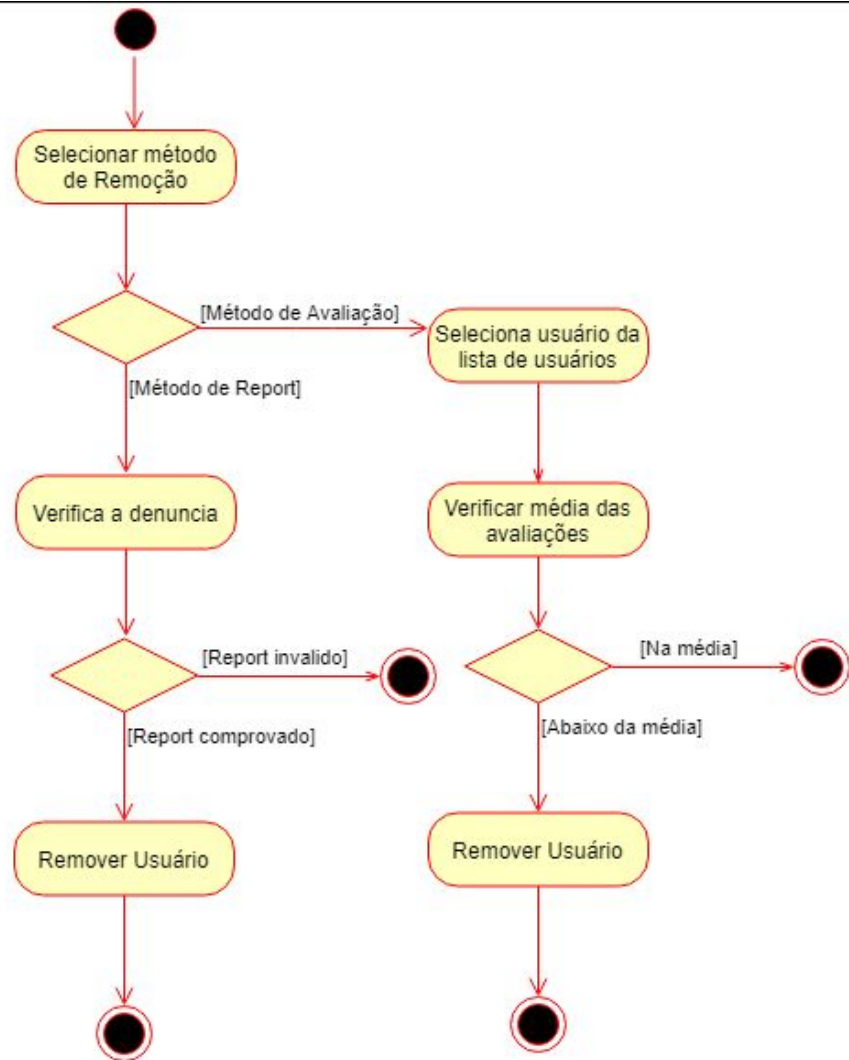 Selecionar método
de Remoção
[Método de Avaliação]
Seleciona usuário da
lista de usuários
[Método de Report]
Verifica a denuncia
Verificar média das
avaliações
[Report invalido]
[Na média]
[Report comprovado]
[Abaixo da média]
Remover Usuário
Remover Usuário